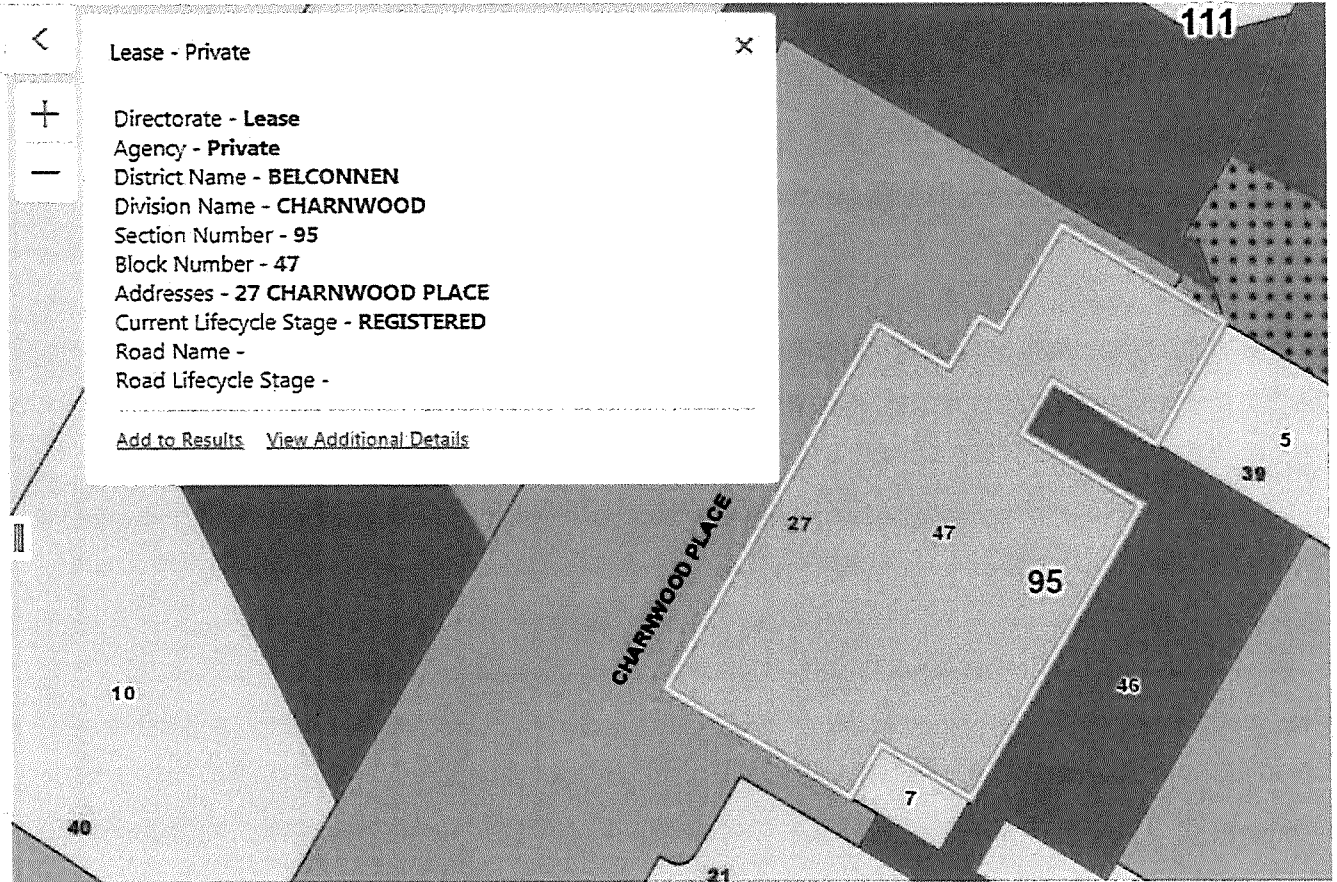 Lease - Private
Directorate - Lease
Agency - Private
District Name - BELCONNEN
Division Name - CHARNWOOD
Section Number - 95
Block Number - 47
Addresses - 27 CHARNWOOD PLACE
Current Lifecycle Stage - REGISTERED
Road Name -
Road Lifecycle Stage -
Add to Results View Additional Details
111
5
39
27
47
95
CHARNWOOD PLACE
46
10
7
40
21